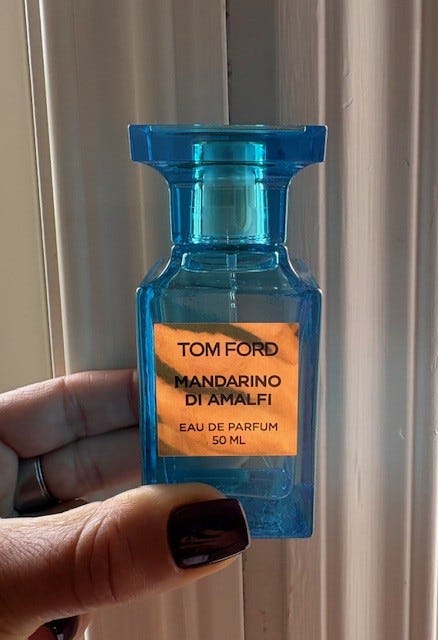 TOM FORD
MANDARINO
DI AMALFI
EAU DE PARFUM
50 ML